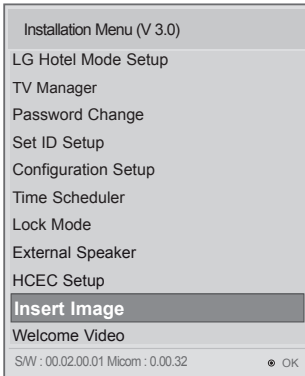 Installation Menu (V 3.0)
LG Hotel Mode Setup
TV Manager
Password Change
Set ID Setup
Configuration Setup
Time Scheduler
Lock Mode
External Speaker
HCEC Setup
Insert Image
Welcome Video
S/W : 00.02.00.01 Micom : 0.00.32 OK